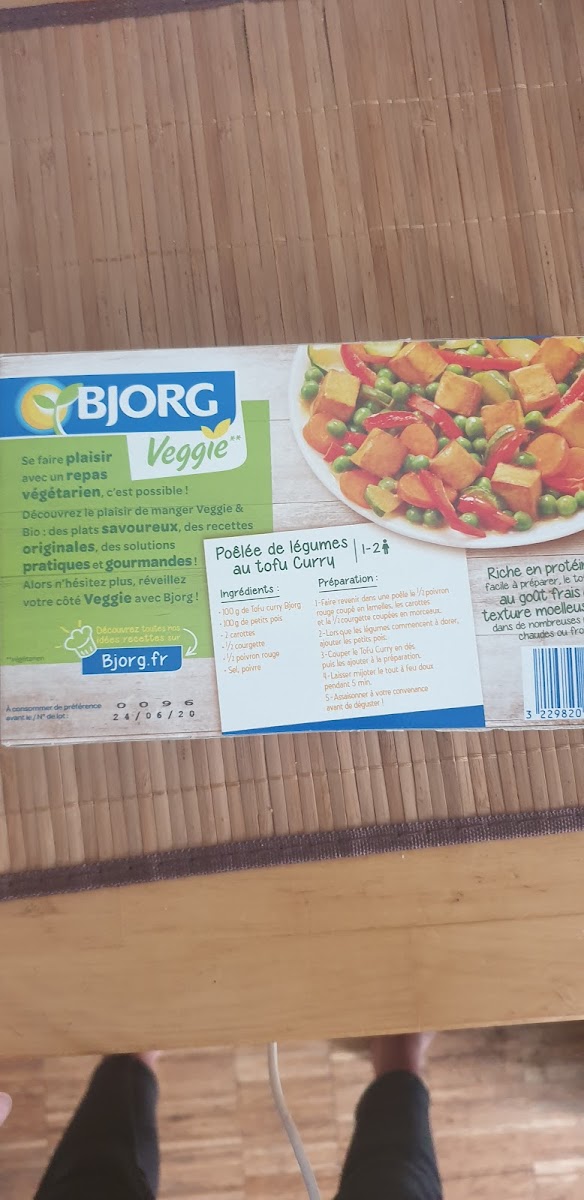 BJORG
Veggie**
Se faire plaisir
avec un repas
végétarien, c'est possible !
Découvrez le plaisir de manger Veggie &
Bio : des plats savoureux, des recettes
originales, des solutions
pratiques et gourmandes !
Alors n'hésitez plus, réveillez
votre côté Veggie avec Bjorg !
Découvrez toutes nos
idées recettes sur
Bjorg.fr
À consommer de préférence
avant le / N° de lot :
0 0 9 6
24/06/20
Poêlée de légumes
au tofu Curry
1-2
Ingrédients :
- 100 g de Tofu curry Bjorg
- 100 g de petits pois
- 2 carottes
- 1/2 courgette
- 1/2 poivron rouge
- Sel, poivre
Préparation :
1- Faire revenir dans une poêle le 1/2 poivron
rouge coupé en lamelles, les carottes
et la 1/2 courgette coupées en morceaux.
2- Lorsque les légumes commencent à dorer,
ajouter les petits pois.
3- Couper le Tofu Curry en dés
puis les ajouter à la préparation.
4- Laisser mijoter le tout à feu doux
pendant 5 min.
5- Assaisonner à votre convenance
avant de déguster !
Riche en protéin
facile à préparer, le to
au goût frais
texture moelleu
dans de nombreuses
chaudes ou fro
3 229820